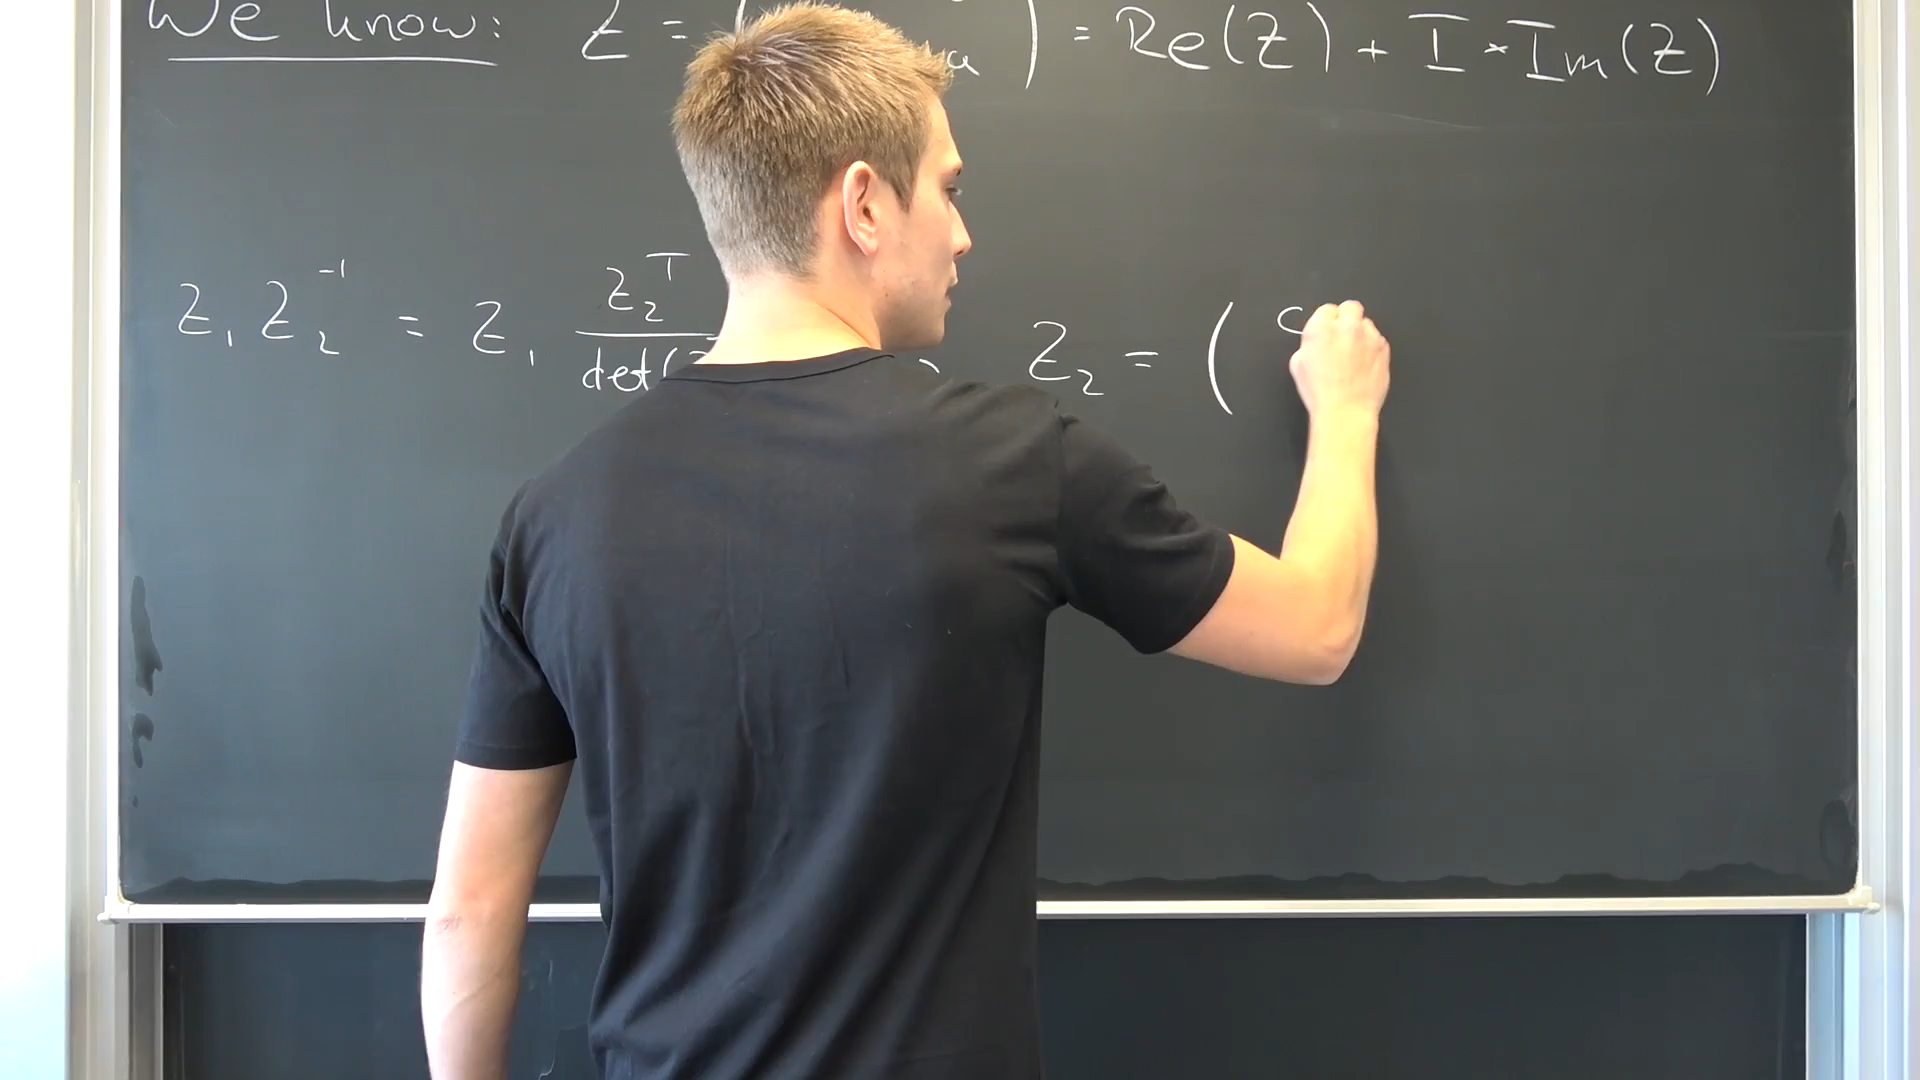 We know: Z = ( a ) = Re(Z) + I * Im(Z)
Z₁ Z₂⁻¹ = Z₁ Z₂ᵀ / det( , Z₂ = ( c